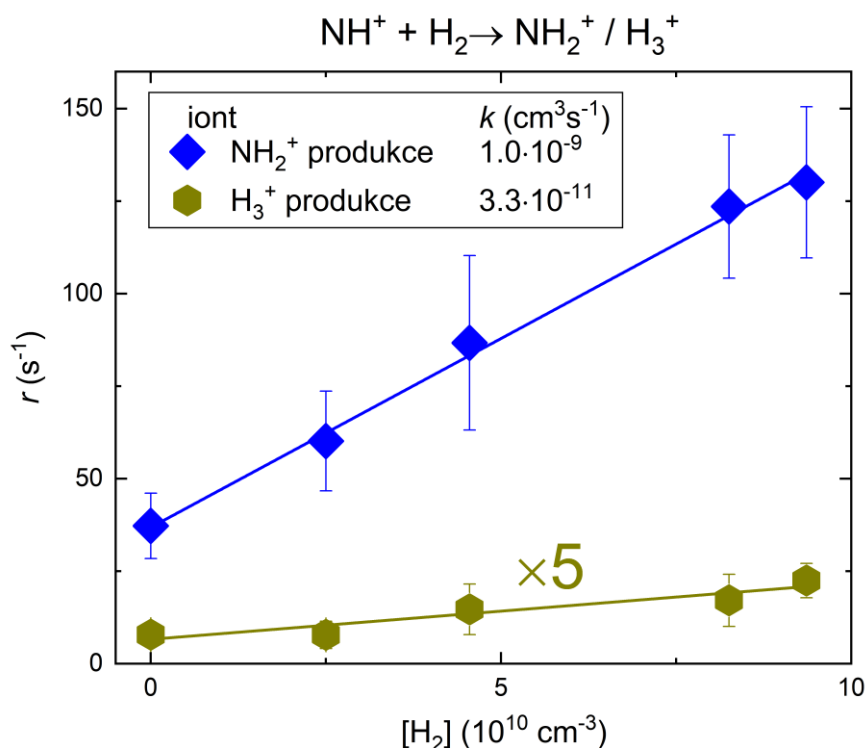 NH⁺ + H₂→ NH₂⁺ / H₃⁺
iont k (cm³s⁻¹)
NH₂⁺ produkce 1.0·10⁻⁹
H₃⁺ produkce 3.3·10⁻¹¹
150
100
50
0
r (s⁻¹)
×5
0 5 10
[H₂] (10¹⁰ cm⁻³)